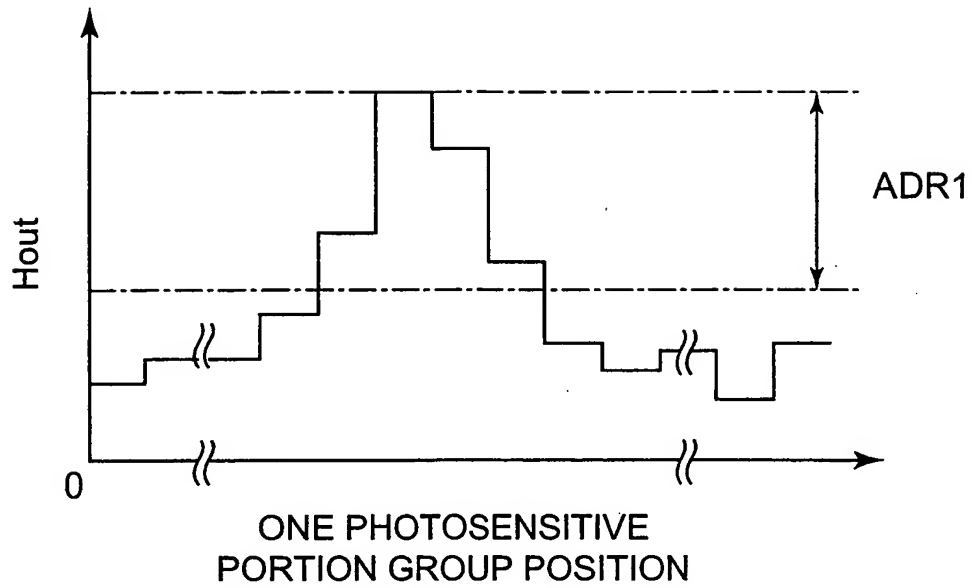 Hout
ADR1
0
ONE PHOTOSENSITIVE
PORTION GROUP POSITION